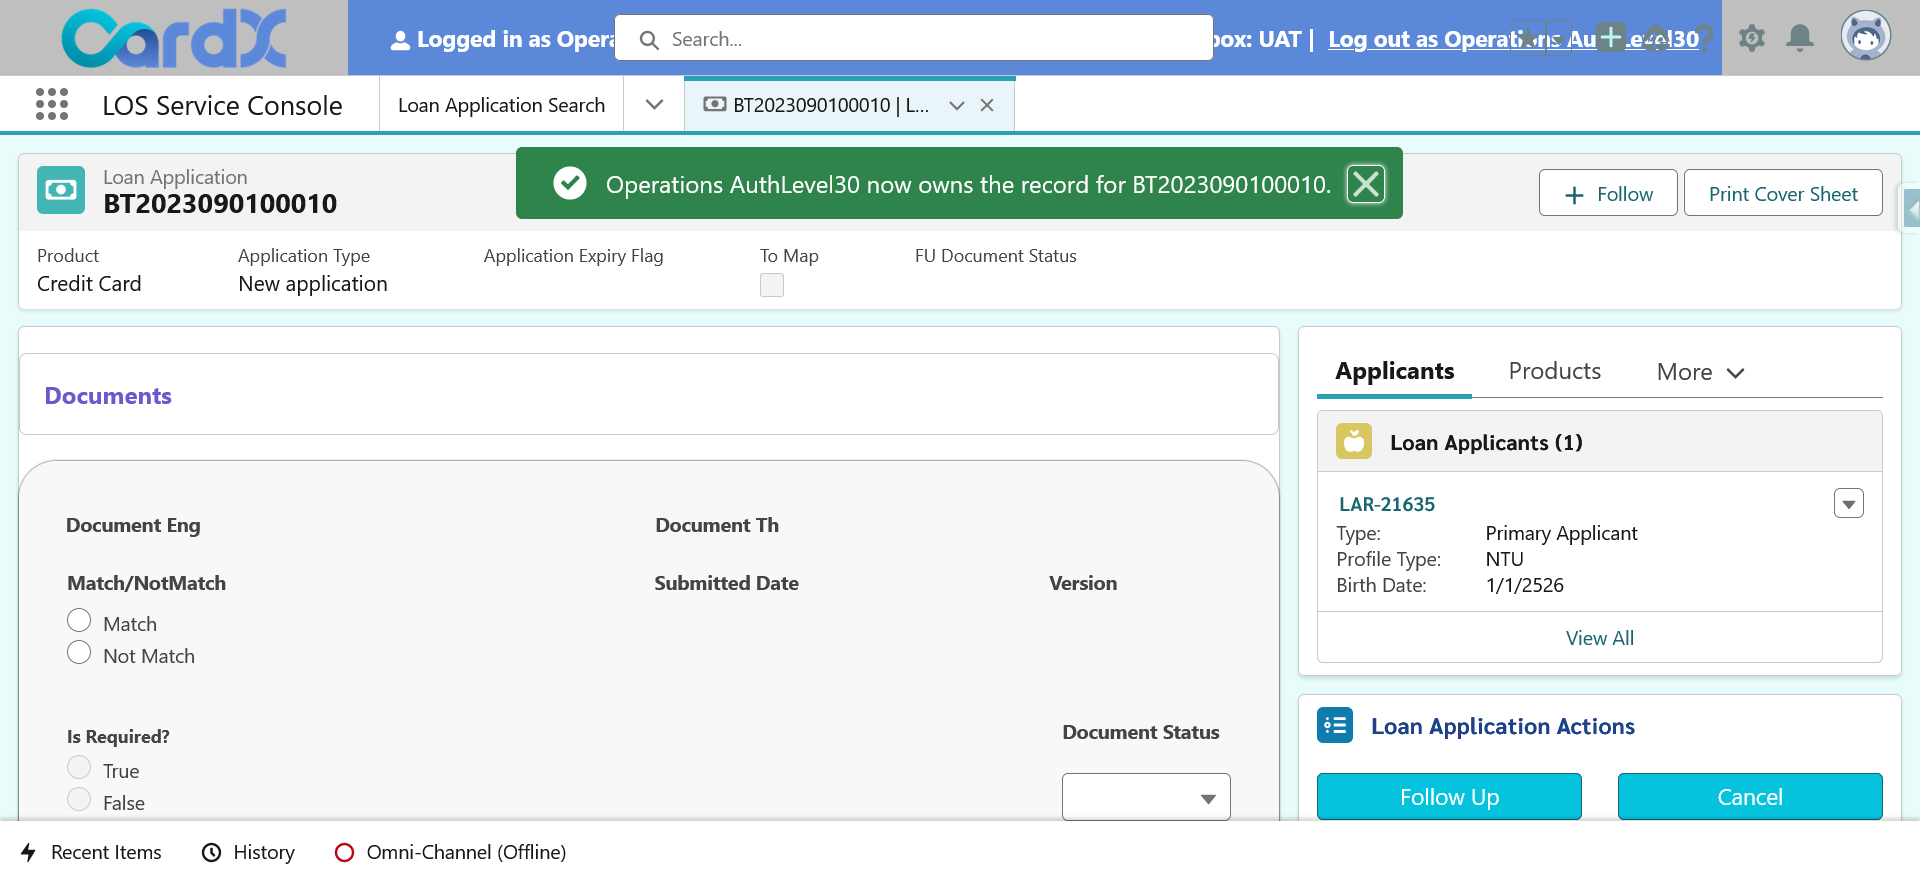 CardX
Logged in as Opera
Search...
box: UAT |
Log out as Operations AuthLevel30
LOS Service Console
Loan Application Search
BT2023090100010 | L...
Loan Application
BT2023090100010
Operations AuthLevel30 now owns the record for BT2023090100010.
Follow
Print Cover Sheet
Product
Application Type
Application Expiry Flag
To Map
FU Document Status
Credit Card
New application
Documents
Document Eng
Document Th
Match/NotMatch
Submitted Date
Version
Match
Not Match
Is Required?
Document Status
True
False
Applicants
Products
More
Loan Applicants (1)
LAR-21635
Type: Primary Applicant
Profile Type: NTU
Birth Date: 1/1/2526
View All
Loan Application Actions
Follow Up
Cancel
Recent Items
History
Omni-Channel (Offline)